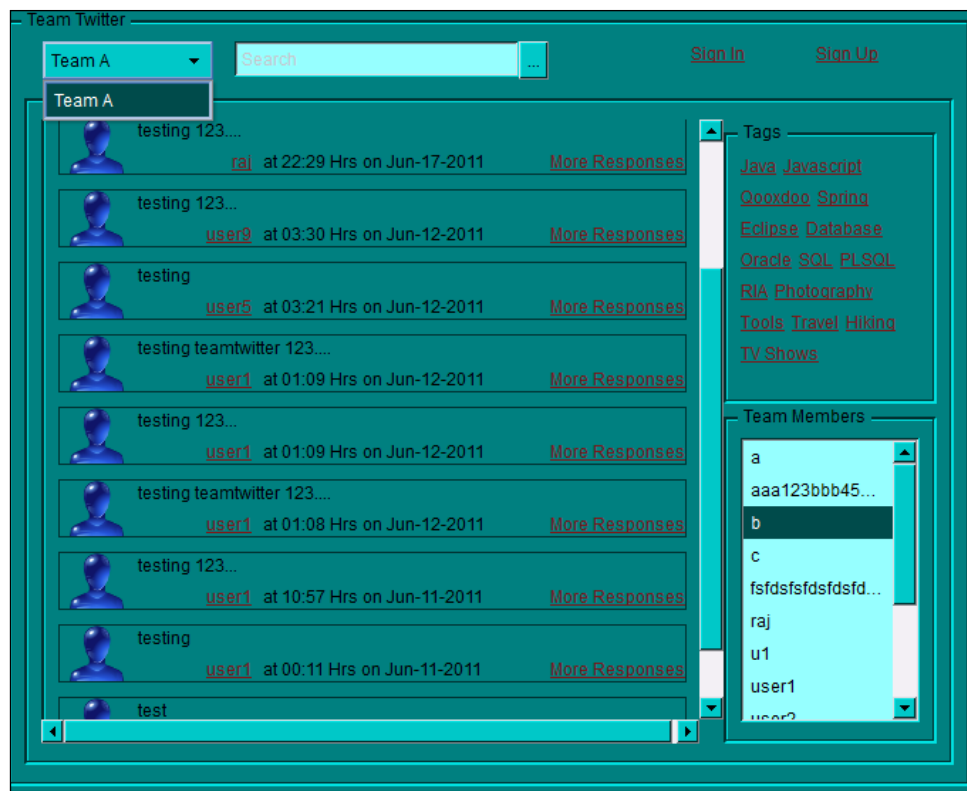 Team Twitter
Team A
Search
...
Sign In Sign Up
Team A
testing 123....
raj at 22:29 Hrs on Jun-17-2011 More Responses
testing 123...
user9 at 03:30 Hrs on Jun-12-2011 More Responses
testing
user5 at 03:21 Hrs on Jun-12-2011 More Responses
testing teamtwitter 123....
user1 at 01:09 Hrs on Jun-12-2011 More Responses
testing 123...
user1 at 01:09 Hrs on Jun-12-2011 More Responses
testing teamtwitter 123....
user1 at 01:08 Hrs on Jun-12-2011 More Responses
testing 123...
user1 at 10:57 Hrs on Jun-11-2011 More Responses
testing
user1 at 00:11 Hrs on Jun-11-2011 More Responses
test
Tags
Java Javascript
Qooxdoo Spring
Eclipse Database
Oracle SQL PLSQL
RIA Photography
Tools Travel Hiking
TV Shows
Team Members
a
aaa123bbb45...
b
c
fsfdsfsfdsfdsfd...
raj
u1
user1
user2